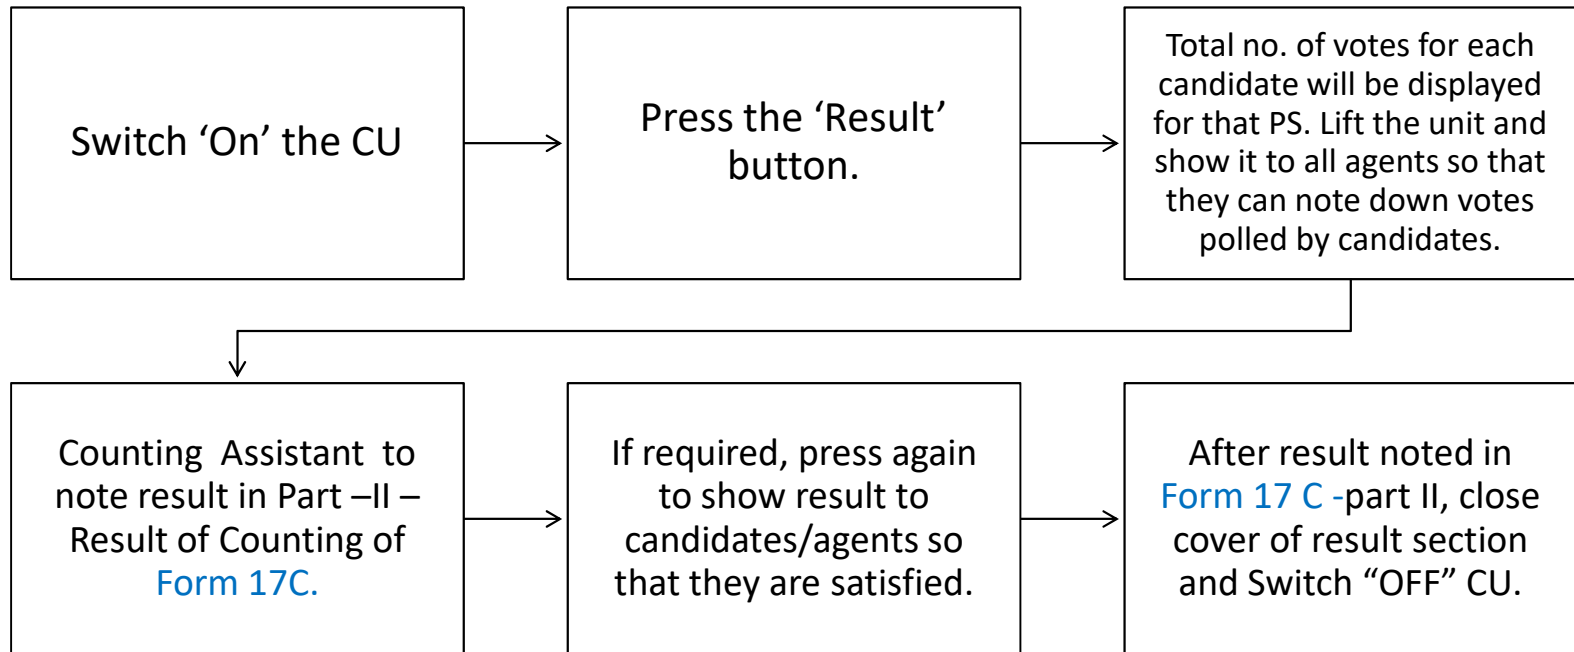 Switch ‘On’ the CU
Press the ‘Result’
button.
Total no. of votes for each
candidate will be displayed
for that PS. Lift the unit and
show it to all agents so that
they can note down votes
polled by candidates.
Counting Assistant to
note result in Part –II –
Result of Counting of
Form 17C.
If required, press again
to show result to
candidates/agents so
that they are satisfied.
After result noted in
Form 17 C -part II, close
cover of result section
and Switch “OFF” CU.